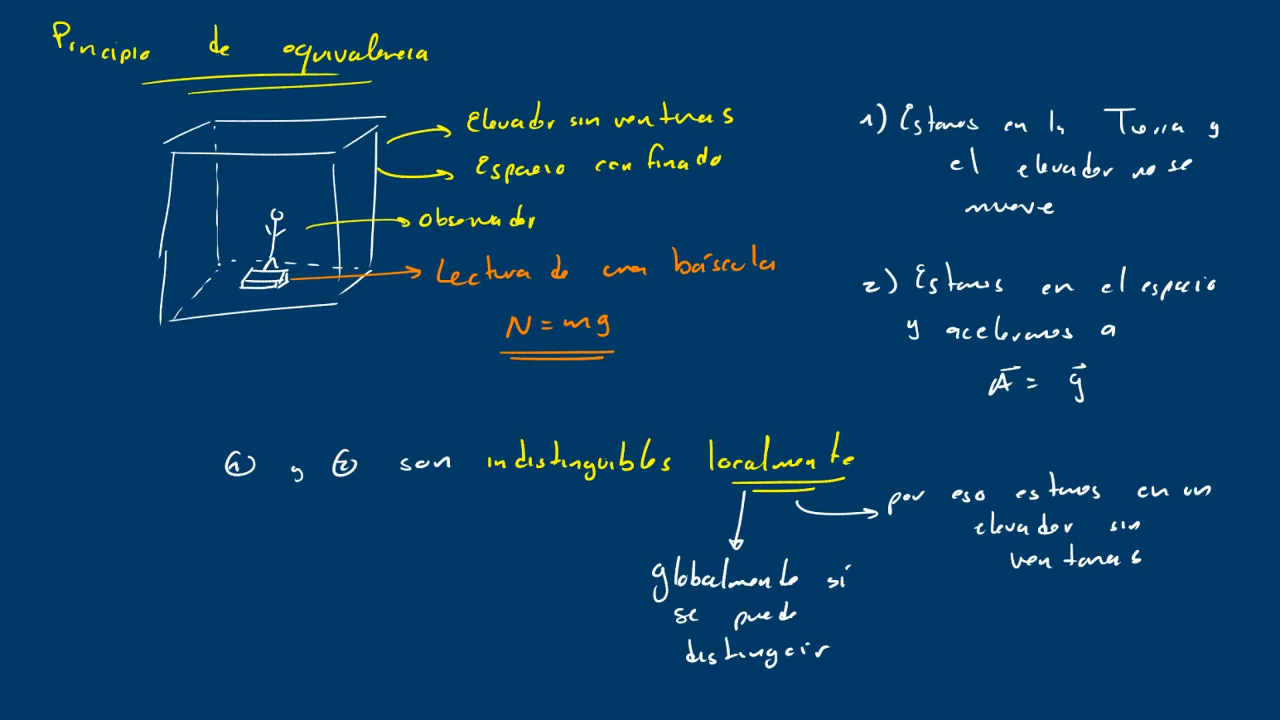 Principio de equivalencia
Elevador sin ventanas
Espacio confinado
Observador
Lectura de una báscula
N = mg
1) Estamos en la Tierra y
el elevador no se
mueve
2) Estamos en el espacio
y aceleramos a
A⃗ = g⃗
① y ② son indistinguibles localmente
por eso estamos en un
elevador sin
ventanas
globalmente sí
se puede
distinguir